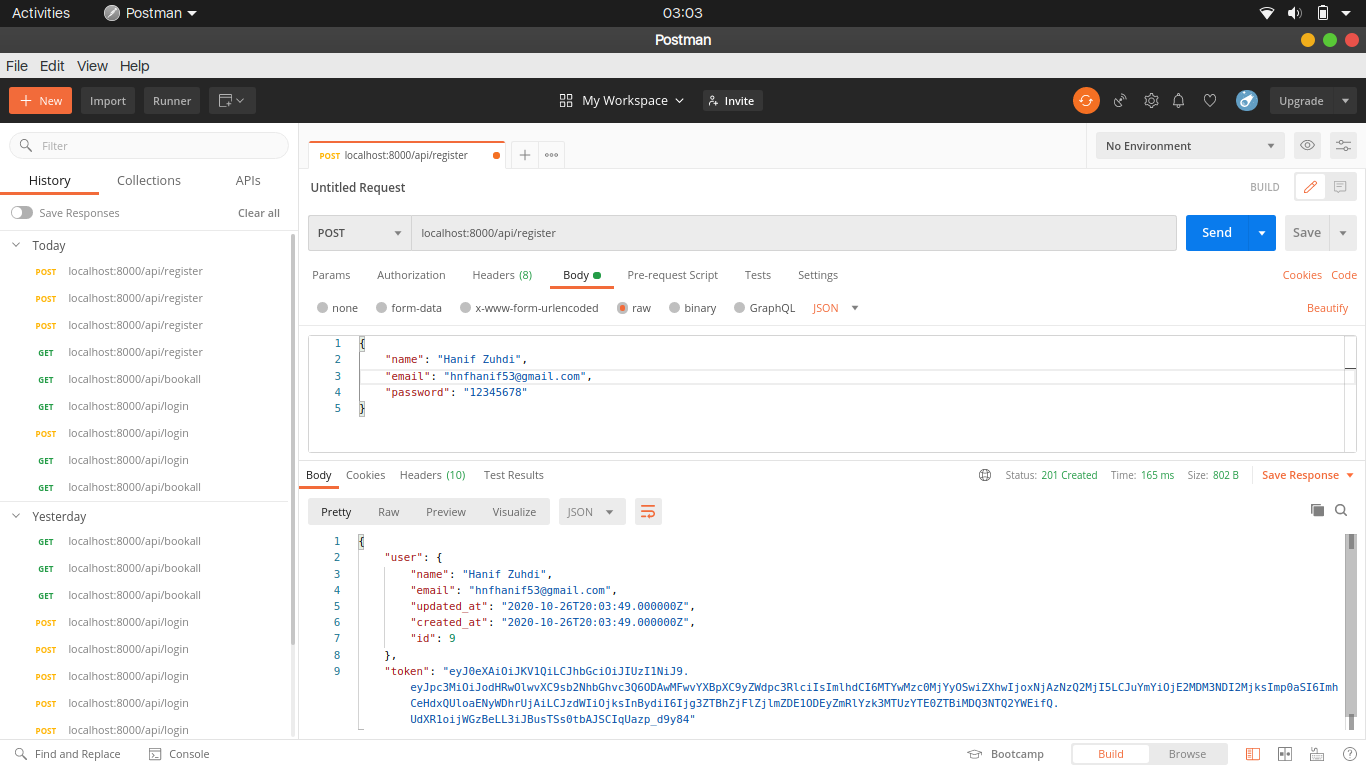 Activities
Postman
03:03
Postman
File Edit View Help
New
Import
Runner
My Workspace
Invite
Upgrade
Filter
History Collections APIs
Save Responses Clear all
Today
POST localhost:8000/api/register
POST localhost:8000/api/register
POST localhost:8000/api/register
GET localhost:8000/api/register
GET localhost:8000/api/bookall
GET localhost:8000/api/login
POST localhost:8000/api/login
GET localhost:8000/api/login
GET localhost:8000/api/bookall
Yesterday
GET localhost:8000/api/bookall
GET localhost:8000/api/bookall
GET localhost:8000/api/bookall
POST localhost:8000/api/login
POST localhost:8000/api/login
POST localhost:8000/api/login
POST localhost:8000/api/login
POST localhost:8000/api/login
POST localhost:8000/api/register
No Environment
Untitled Request
BUILD
POST localhost:8000/api/register
Send
Save
Params Authorization Headers (8) Body Pre-request Script Tests Settings
Cookies Code
none form-data x-www-form-urlencoded raw binary GraphQL JSON
Beautify
1 {
2 "name": "Hanif Zuhdi",
3 "email": "hnfhanif53@gmail.com",
4 "password": "12345678"
5 }
Body Cookies Headers (10) Test Results
Status: 201 Created Time: 165 ms Size: 802 B
Save Response
Pretty Raw Preview Visualize
JSON
1 {
2 "user": {
3 "name": "Hanif Zuhdi",
4 "email": "hnfhanif53@gmail.com",
5 "updated_at": "2020-10-26T20:03:49.000000Z",
6 "created_at": "2020-10-26T20:03:49.000000Z",
7 "id": 9
8 },
9 "token": "eyJ0eXAiOiJKV1QiLCJhbGciOiJIUzI1NiJ9.
eyJpc3MiOiJodHRwOlwvXC9sb2NhbGhvc3Q6ODAwMFwvYXBpXC9yZWdpc3RlciIsImlhdCI6MTYwMzc0MjYyOSwiZXhwIjoxNjAzNzQ2MjI5LCJuYmYiOjE2MDM3NDI2MjksImp0aSI6Imh
CeHdxQUloaENyWDhrUjAiLCJzdWIiOjksInBydiI6Ijg3ZTBhZjFlZjlmZDE1ODEyZmRlYzk3MTUzYTE0ZTBiMDQ3NTQ2YWEifQ.
UdXR1oijWGzBeLL3iJBusTSs0tbAJSCIqUazp_d9y84"
Find and Replace
Console
Bootcamp
Build
Browse